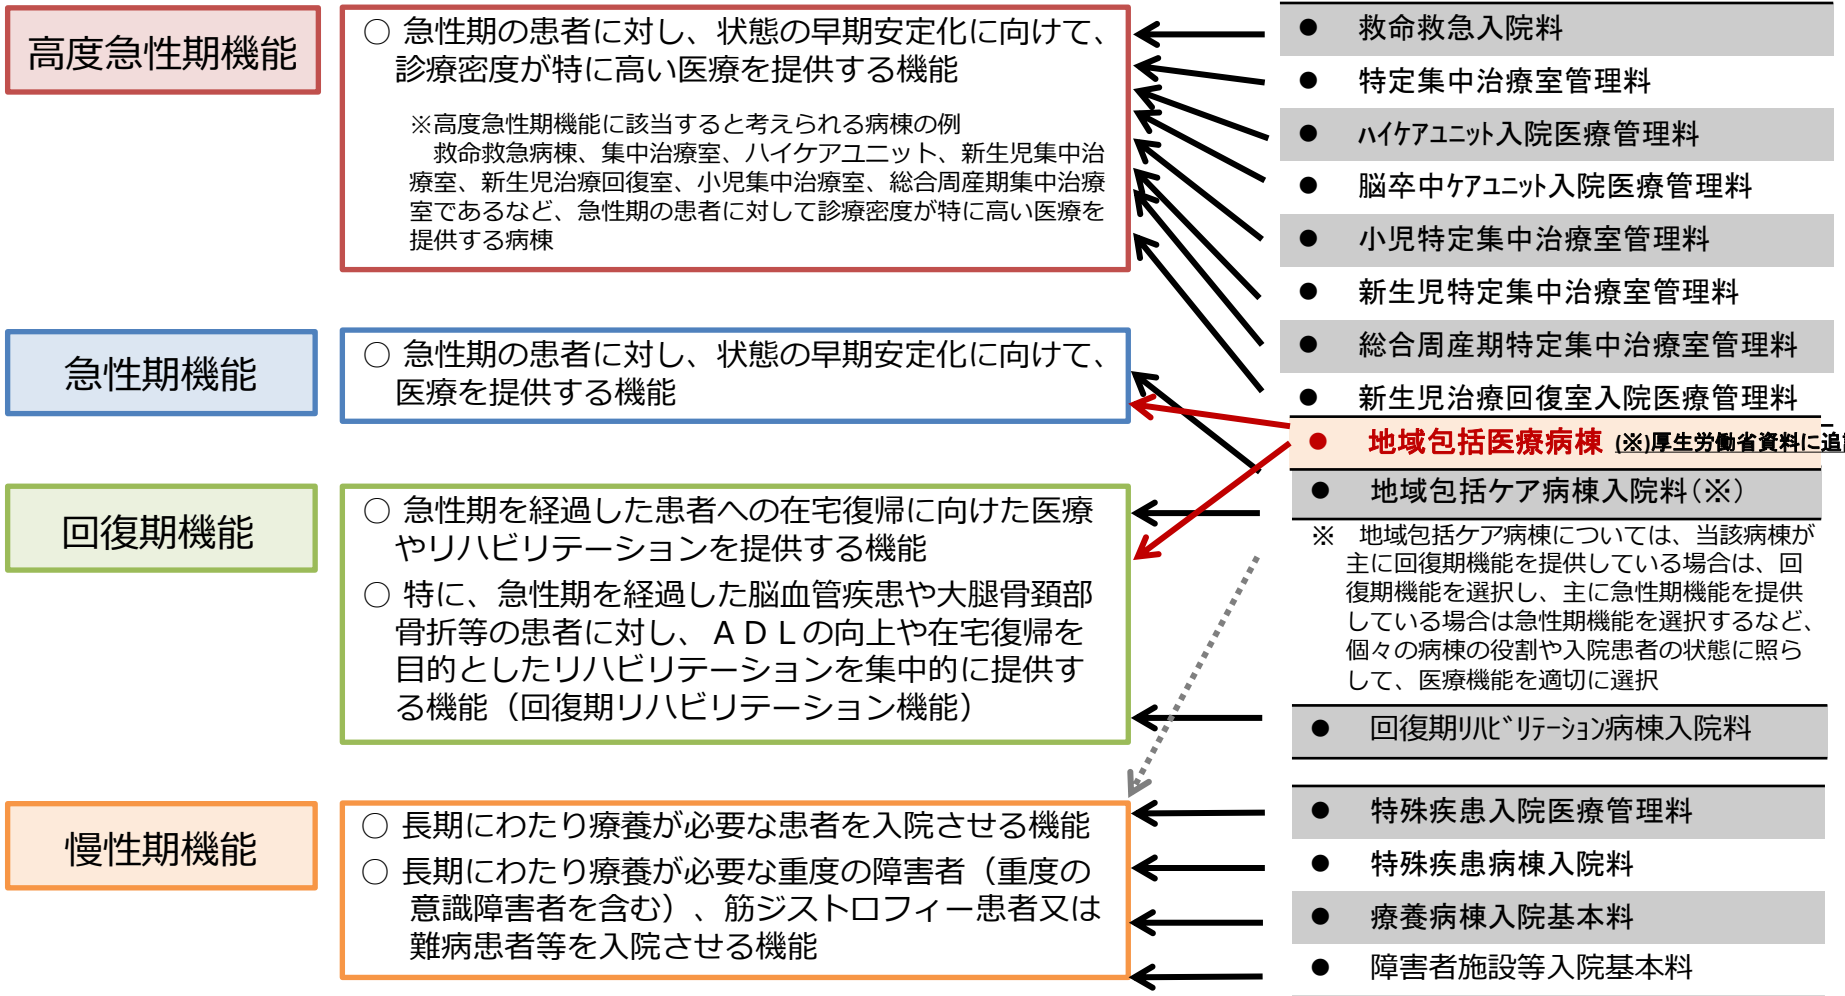 高度急性期機能
○ 急性期の患者に対し、状態の早期安定化に向けて、
診療密度が特に高い医療を提供する機能
※高度急性期機能に該当すると考えられる病棟の例
救命救急病棟、集中治療室、ハイケアユニット、新生児集中治
療室、新生児治療回復室、小児集中治療室、総合周産期集中治療
室であるなど、急性期の患者に対して診療密度が特に高い医療を
提供する病棟
急性期機能
○ 急性期の患者に対し、状態の早期安定化に向けて、
医療を提供する機能
回復期機能
○ 急性期を経過した患者への在宅復帰に向けた医療
やリハビリテーションを提供する機能
○ 特に、急性期を経過した脳血管疾患や大腿骨頚部
骨折等の患者に対し、ＡＤＬの向上や在宅復帰を
目的としたリハビリテーションを集中的に提供す
る機能（回復期リハビリテーション機能）
慢性期機能
○ 長期にわたり療養が必要な患者を入院させる機能
○ 長期にわたり療養が必要な重度の障害者（重度の
意識障害者を含む）、筋ジストロフィー患者又は
難病患者等を入院させる機能
● 救命救急入院料
● 特定集中治療室管理料
● ﾊｲｹｱﾕﾆｯﾄ入院医療管理料
● 脳卒中ｹｱﾕﾆｯﾄ入院医療管理料
● 小児特定集中治療室管理料
● 新生児特定集中治療室管理料
● 総合周産期特定集中治療室管理料
● 新生児治療回復室入院医療管理料
● 地域包括医療病棟 (※)厚生労働省資料に追
● 地域包括ケア病棟入院料（※）
※ 地域包括ケア病棟については、当該病棟が
主に回復期機能を提供している場合は、回
復期機能を選択し、主に急性期機能を提供
している場合は急性期機能を選択するなど、
個々の病棟の役割や入院患者の状態に照ら
して、医療機能を適切に選択
● 回復期ﾘﾊﾋﾞﾘﾃｰｼｮﾝ病棟入院料
● 特殊疾患入院医療管理料
● 特殊疾患病棟入院料
● 療養病棟入院基本料
● 障害者施設等入院基本料